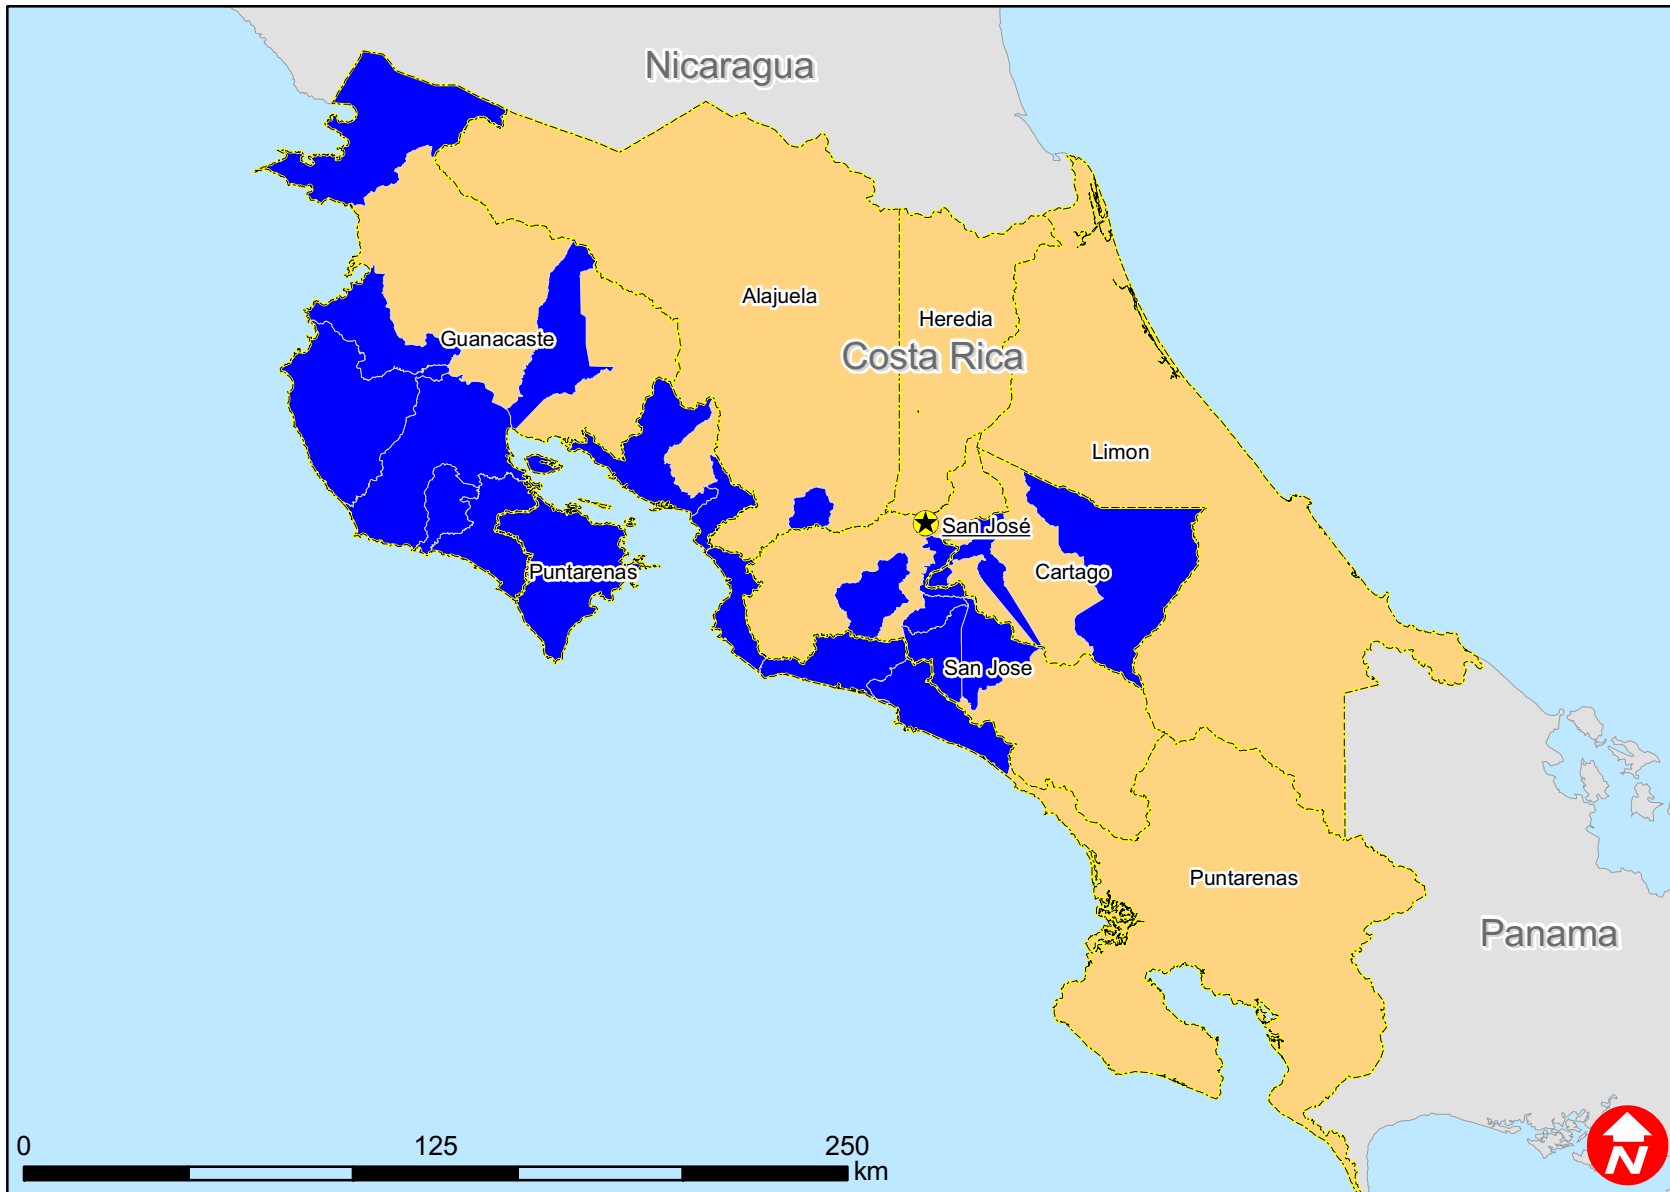 Nicaragua
Alajuela
Heredia
Guanacaste
Costa Rica
Limon
San José
Puntarenas
Cartago
San Jose
Puntarenas
Panama
0
125
250
km
N